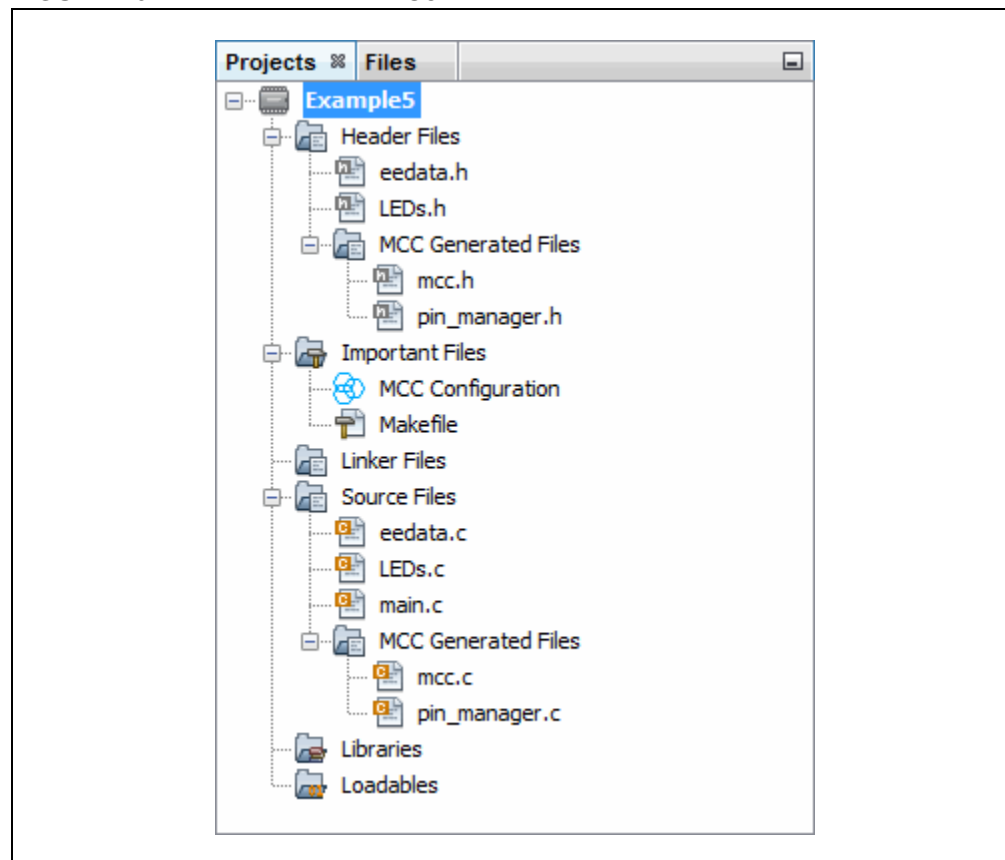 Projects Files
Example5
Header Files
eedata.h
LEDs.h
MCC Generated Files
mcc.h
pin_manager.h
Important Files
MCC Configuration
Makefile
Linker Files
Source Files
eedata.c
LEDs.c
main.c
MCC Generated Files
mcc.c
pin_manager.c
Libraries
Loadables